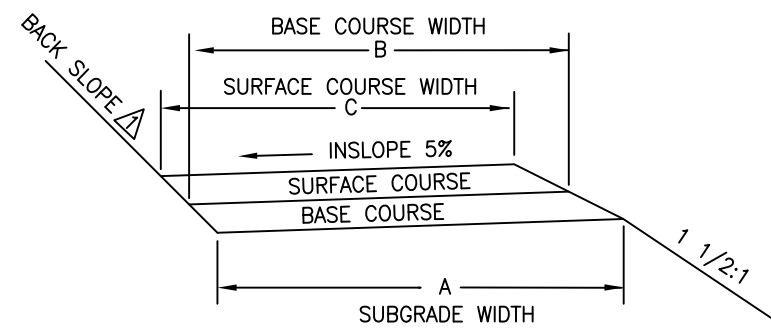 BASE COURSE WIDTH
B
BACK SLOPE 1
SURFACE COURSE WIDTH
C
INSLOPE 5%
SURFACE COURSE
BASE COURSE
1 1/2:1
A
SUBGRADE WIDTH